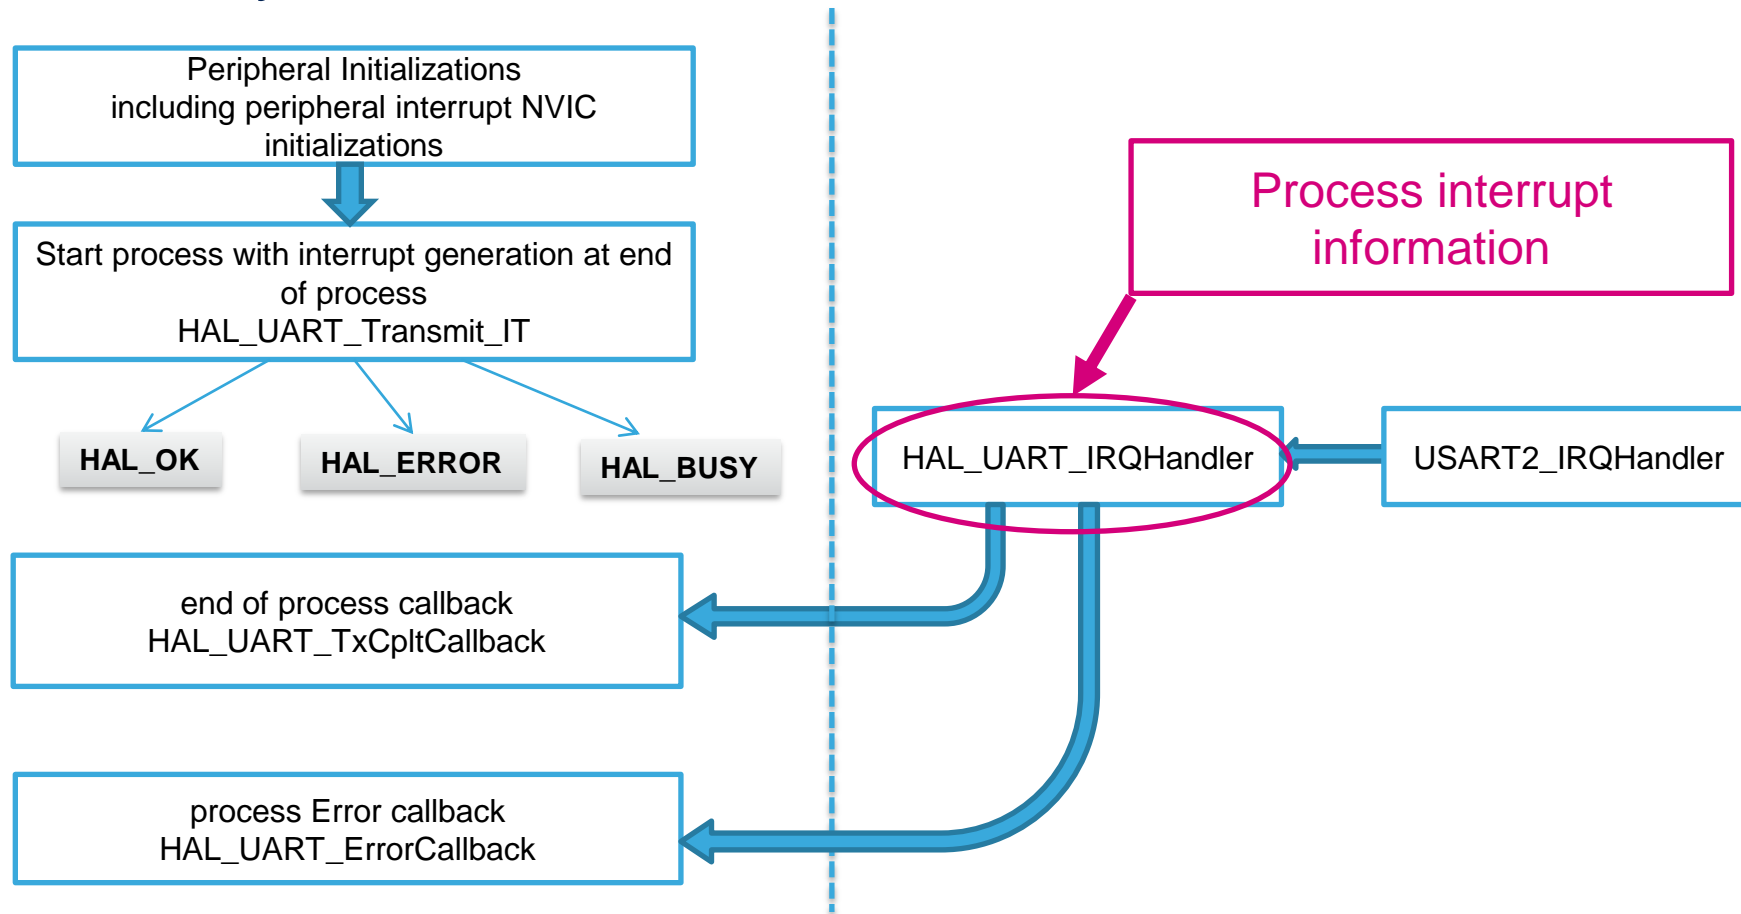 Peripheral Initializations
including peripheral interrupt NVIC
initializations
Start process with interrupt generation at end
of process
HAL_UART_Transmit_IT
HAL_OK
HAL_ERROR
HAL_BUSY
end of process callback
HAL_UART_TxCpltCallback
process Error callback
HAL_UART_ErrorCallback
Process interrupt
information
HAL_UART_IRQHandler
USART2_IRQHandler